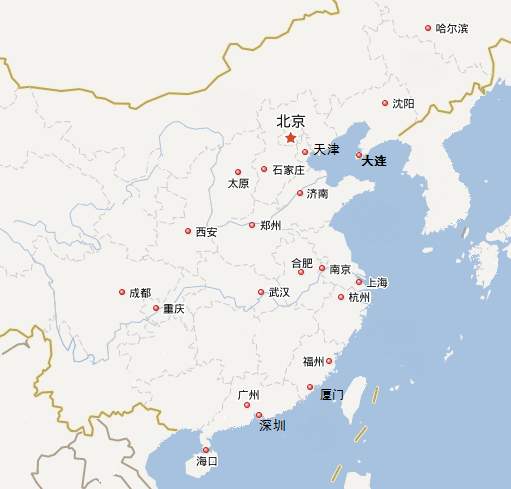 哈尔滨
沈阳
北京
天津
大连
石家庄
太原
济南
郑州
西安
合肥
南京
上海
成都
武汉
杭州
重庆
福州
广州
厦门
深圳
海口